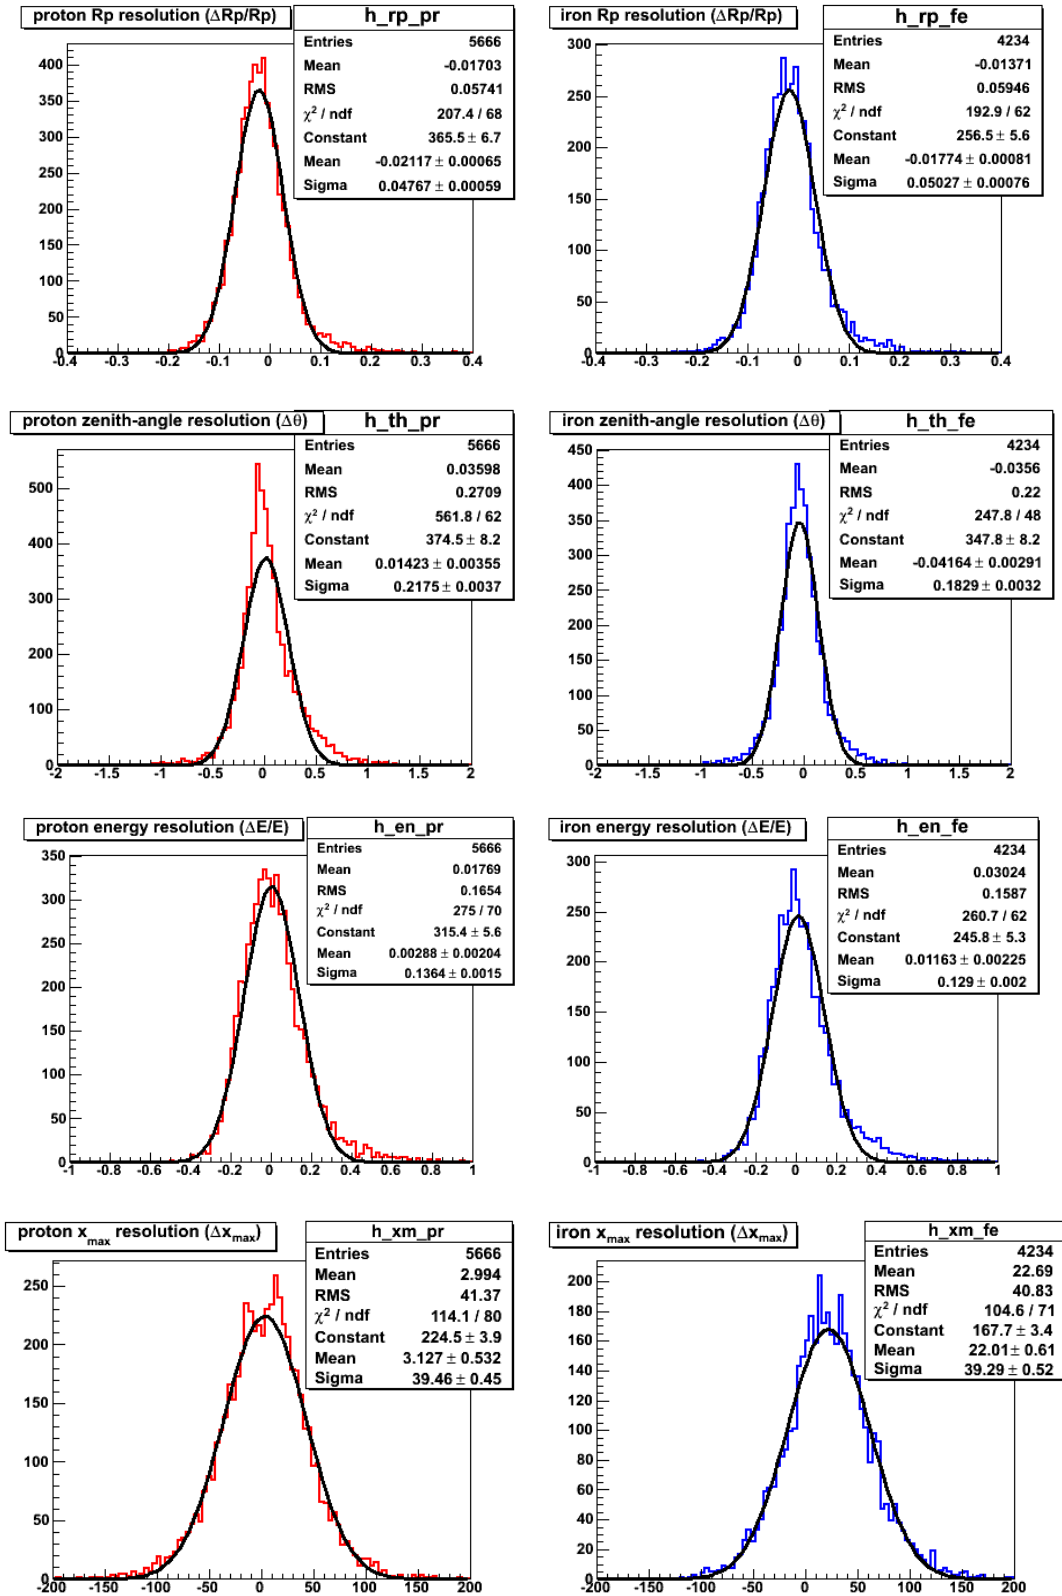 proton Rp resolution (ΔRp/Rp)
h_rp_pr
Entries 5666
Mean -0.01703
RMS 0.05741
χ² / ndf 207.4 / 68
Constant 365.5 ± 6.7
Mean -0.02117 ± 0.00065
Sigma 0.04767 ± 0.00059
400
350
300
250
200
150
100
50
0
-0.4 -0.3 -0.2 -0.1 0 0.1 0.2 0.3 0.4
iron Rp resolution (ΔRp/Rp)
h_rp_fe
Entries 4234
Mean -0.01371
RMS 0.05946
χ² / ndf 192.9 / 62
Constant 256.5 ± 5.6
Mean -0.01774 ± 0.00081
Sigma 0.05027 ± 0.00076
300
250
200
150
100
50
0
-0.4 -0.3 -0.2 -0.1 0 0.1 0.2 0.3 0.4
proton zenith-angle resolution (Δθ)
h_th_pr
Entries 5666
Mean 0.03598
RMS 0.2709
χ² / ndf 561.8 / 62
Constant 374.5 ± 8.2
Mean 0.01423 ± 0.00355
Sigma 0.2175 ± 0.0037
500
400
300
200
100
0
-2 -1.5 -1 -0.5 0 0.5 1 1.5 2
iron zenith-angle resolution (Δθ)
h_th_fe
Entries 4234
Mean -0.0356
RMS 0.22
χ² / ndf 247.8 / 48
Constant 347.8 ± 8.2
Mean -0.04164 ± 0.00291
Sigma 0.1829 ± 0.0032
450
400
350
300
250
200
150
100
50
0
-2 -1.5 -1 -0.5 0 0.5 1 1.5 2
proton energy resolution (ΔE/E)
h_en_pr
Entries 5666
Mean 0.01769
RMS 0.1654
χ² / ndf 275 / 70
Constant 315.4 ± 5.6
Mean 0.00288 ± 0.00204
Sigma 0.1364 ± 0.0015
350
300
250
200
150
100
50
0
-1 -0.8 -0.6 -0.4 -0.2 0 0.2 0.4 0.6 0.8 1
iron energy resolution (ΔE/E)
h_en_fe
Entries 4234
Mean 0.03024
RMS 0.1587
χ² / ndf 260.7 / 62
Constant 245.8 ± 5.3
Mean 0.01163 ± 0.00225
Sigma 0.129 ± 0.002
300
250
200
150
100
50
0
-1 -0.8 -0.6 -0.4 -0.2 0 0.2 0.4 0.6 0.8 1
proton x_max resolution (Δx_max)
h_xm_pr
Entries 5666
Mean 2.994
RMS 41.37
χ² / ndf 114.1 / 80
Constant 224.5 ± 3.9
Mean 3.127 ± 0.532
Sigma 39.46 ± 0.45
250
200
150
100
50
0
-200 -150 -100 -50 0 50 100 150 200
iron x_max resolution (Δx_max)
h_xm_fe
Entries 4234
Mean 22.69
RMS 40.83
χ² / ndf 104.6 / 71
Constant 167.7 ± 3.4
Mean 22.01 ± 0.61
Sigma 39.29 ± 0.52
200
180
160
140
120
100
80
60
40
20
0
-200 -150 -100 -50 0 50 100 150 200